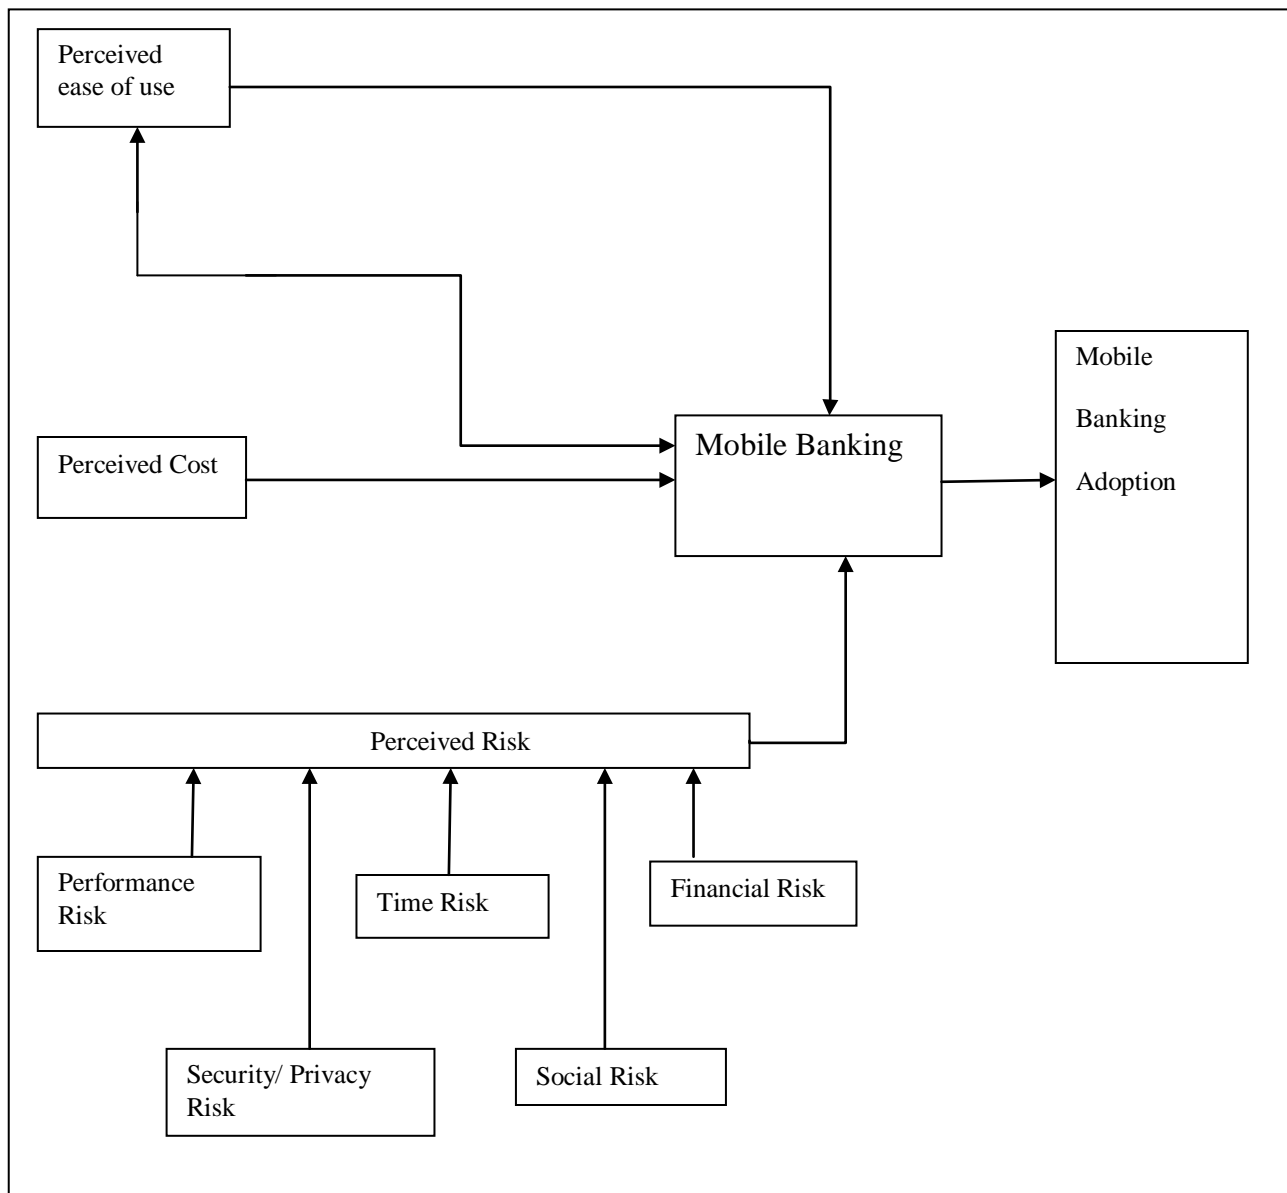 Perceived
ease of use
Mobile
Banking
Adoption
Mobile Banking
Perceived Cost
Perceived Risk
Performance
Risk
Time Risk
Financial Risk
Security/ Privacy
Risk
Social Risk